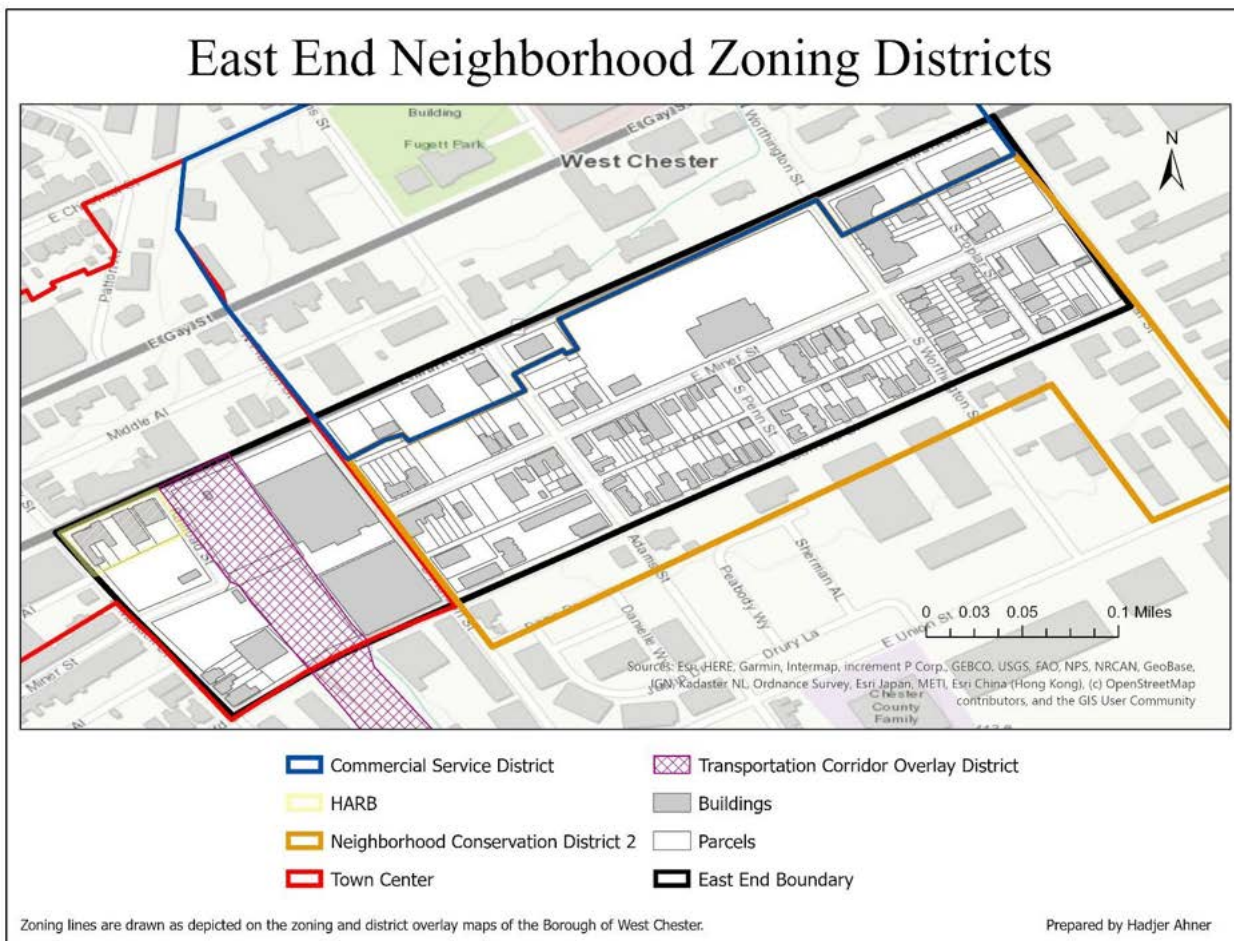 East End Neighborhood Zoning Districts
Building
Fugett Park
E Gay St
West Chester
N
Worthington St
E Ch
Patton
E Gay St
Middle Al
S Poplar St
E Miner St
S Penn St
S Worthington St
Adams St
Sherman AL
Peabody Wy
Danielle W
Drury La
E Union St
Miner St
0 0.03 0.05 0.1 Miles
Sources: Esri, HERE, Garmin, Intermap, increment P Corp., GEBCO, USGS, FAO, NPS, NRCAN, GeoBase,
IGN, Kadaster NL, Ordnance Survey, Esri Japan, METI, Esri China (Hong Kong), (c) OpenStreetMap
contributors, and the GIS User Community
Chester
County
Family
Commercial Service District
HARB
Neighborhood Conservation District 2
Town Center
Transportation Corridor Overlay District
Buildings
Parcels
East End Boundary
Zoning lines are drawn as depicted on the zoning and district overlay maps of the Borough of West Chester.
Prepared by Hadjer Ahner